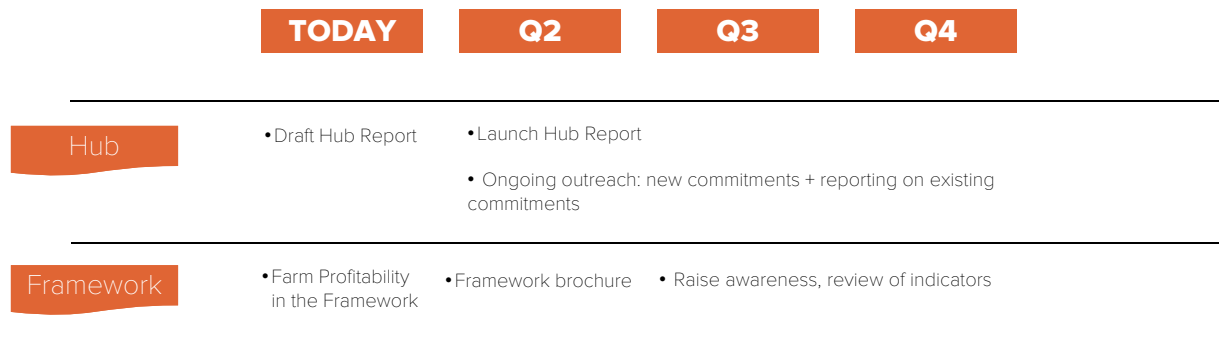 TODAY Q2 Q3 Q4
Hub
•Draft Hub Report
•Launch Hub Report
• Ongoing outreach: new commitments + reporting on existing
commitments
Framework
•Farm Profitability
in the Framework
•Framework brochure
• Raise awareness, review of indicators